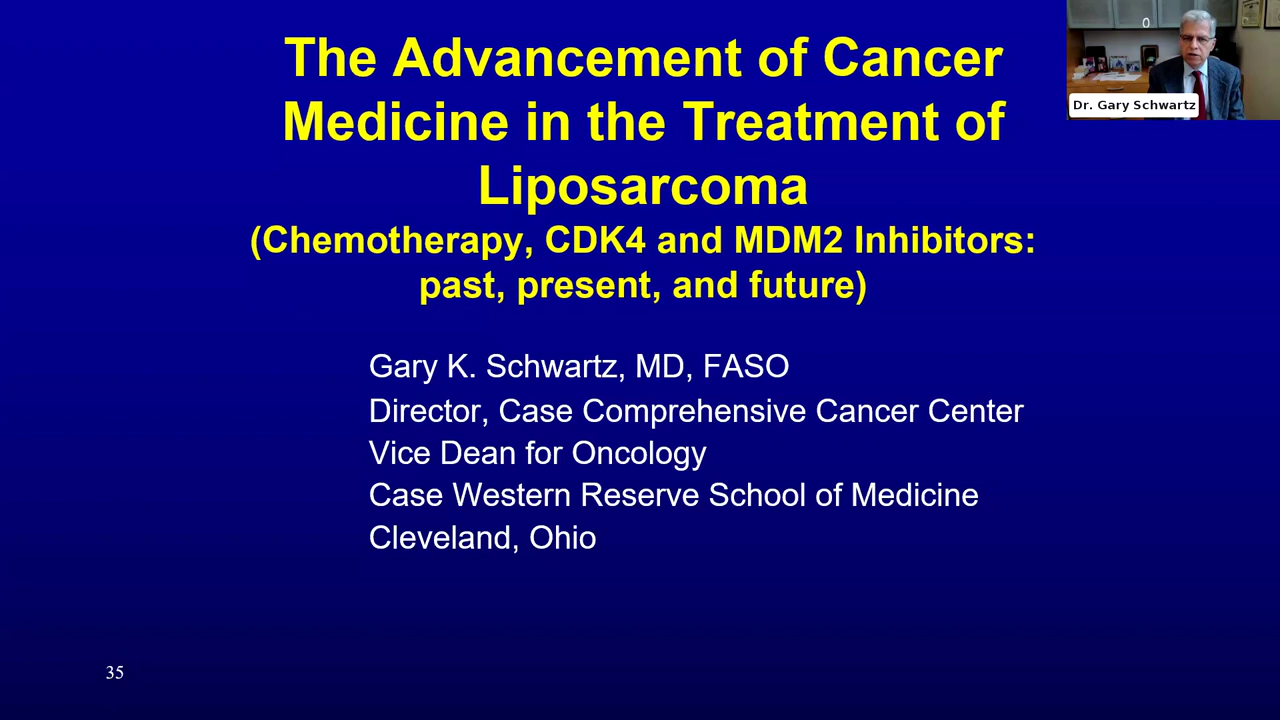 The Advancement of Cancer
Medicine in the Treatment of
Liposarcoma
(Chemotherapy, CDK4 and MDM2 Inhibitors:
past, present, and future)
Gary K. Schwartz, MD, FASO
Director, Case Comprehensive Cancer Center
Vice Dean for Oncology
Case Western Reserve School of Medicine
Cleveland, Ohio
35
0
Dr. Gary Schwartz